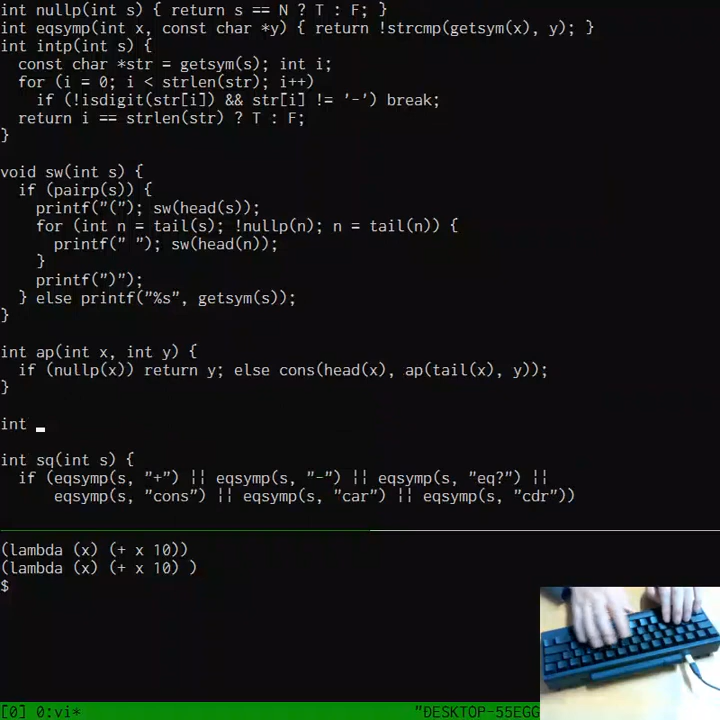 int nullp(int s) { return s == N ? T : F; }
int eqsymp(int x, const char *y) { return !strcmp(getsym(x), y); }
int intp(int s) {
  const char *str = getsym(s); int i;
  for (i = 0; i < strlen(str); i++)
    if (!isdigit(str[i]) && str[i] != '-') break;
  return i == strlen(str) ? T : F;
}
void sw(int s) {
  if (pairp(s)) {
    printf("("); sw(head(s));
    for (int n = tail(s); !nullp(n); n = tail(n)) {
      printf(" "); sw(head(n));
    }
    printf(")");
  } else printf("%s", getsym(s));
}
int ap(int x, int y) {
  if (nullp(x)) return y; else cons(head(x), ap(tail(x), y));
}
int _
int sq(int s) {
  if (eqsymp(s, "+") || eqsymp(s, "-") || eqsymp(s, "eq?") ||
      eqsymp(s, "cons") || eqsymp(s, "car") || eqsymp(s, "cdr"))
(lambda (x) (+ x 10))
(lambda (x) (+ x 10) )
$
[0] 0:vi* "DESKTOP-55EGG